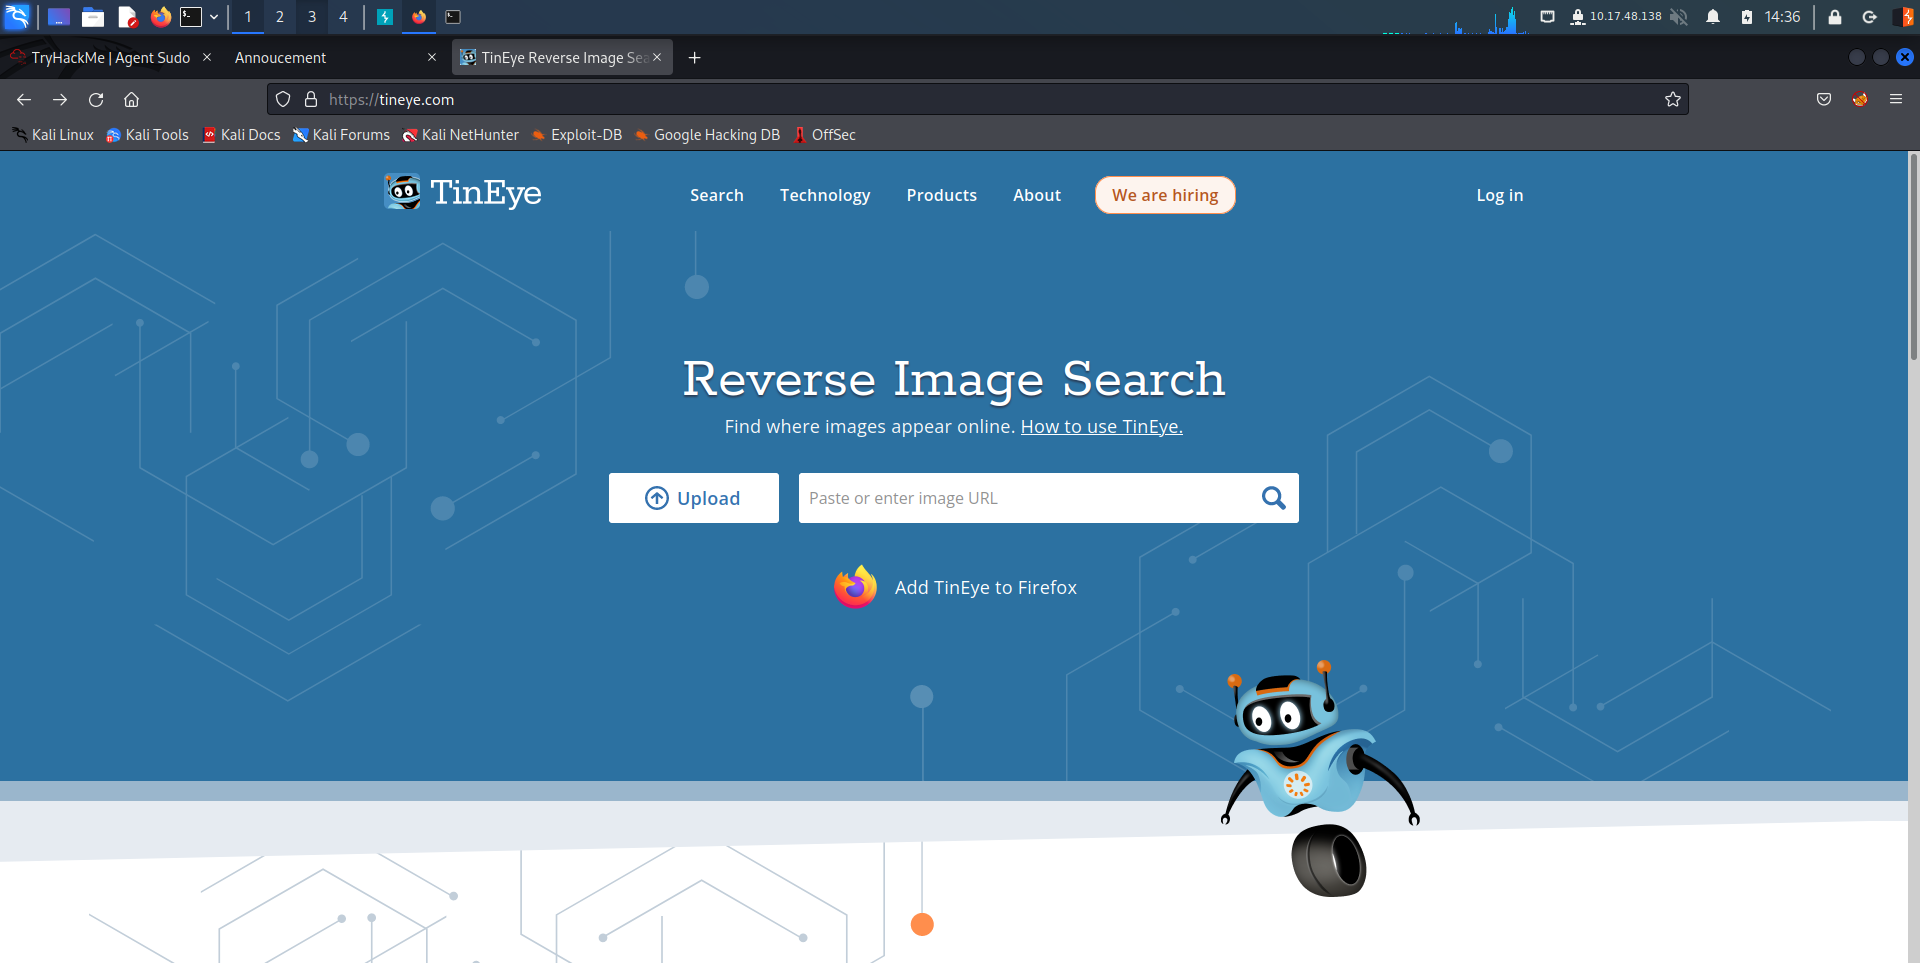 1 2 3 4 10.17.48.138 14:36
TryHackMe | Agent Sudo Annoucement TinEye Reverse Image Sea
https://tineye.com
Kali Linux Kali Tools Kali Docs Kali Forums Kali NetHunter Exploit-DB Google Hacking DB OffSec
TinEye Search Technology Products About We are hiring Log in
Reverse Image Search
Find where images appear online. How to use TinEye.
Upload Paste or enter image URL
Add TinEye to Firefox